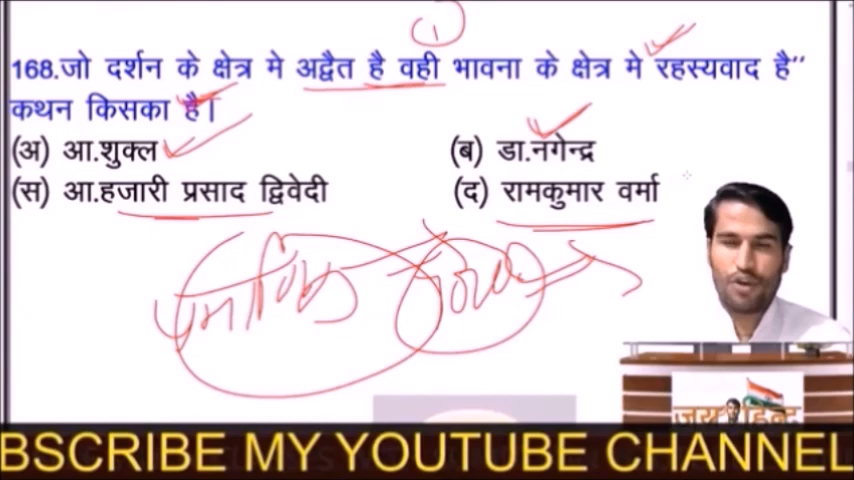 168.जो दर्शन के क्षेत्र मे अद्वैत है वही भावना के क्षेत्र मे रहस्यवाद है''
कथन किसका है।
(अ) आ.शुक्ल
(ब) डा.नगेन्द्र
(स) आ.हजारी प्रसाद द्विवेदी
(द) रामकुमार वर्मा
जय हिन्द
BSCRIBE MY YOUTUBE CHANNEL